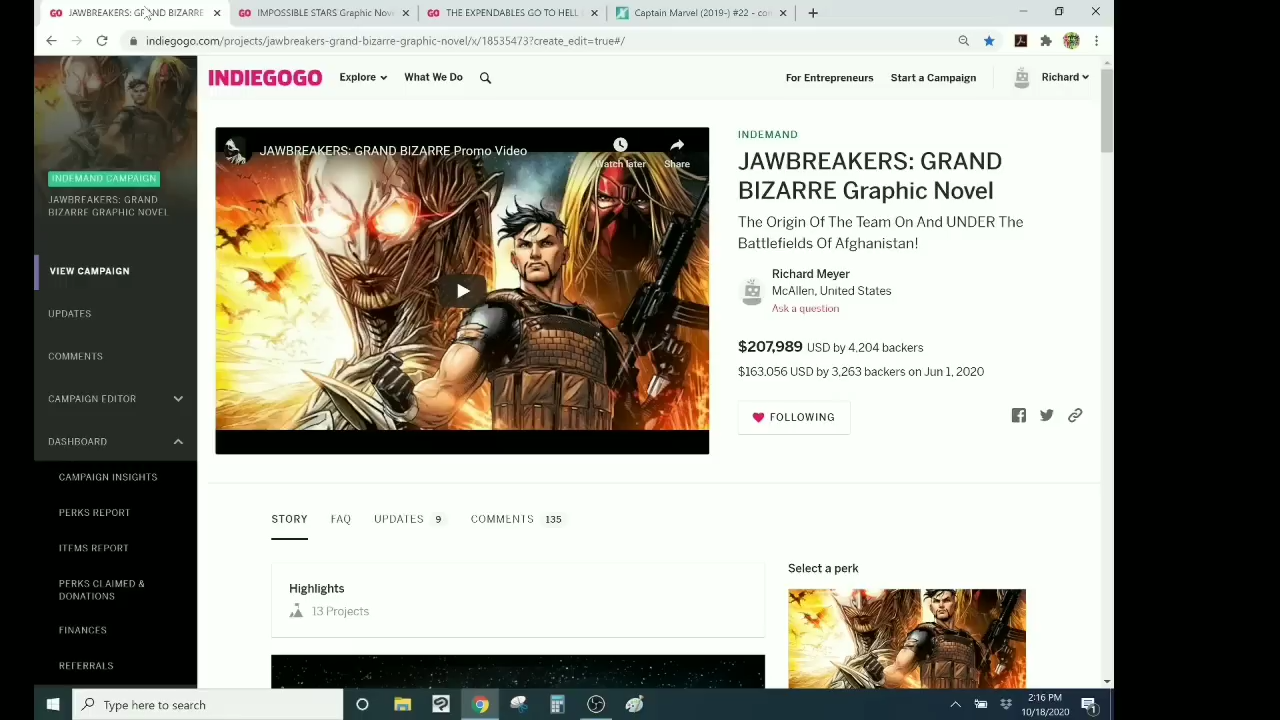 JAWBREAKERS: GRAND BIZARRE
IMPOSSIBLE STARS Graphic Nov
THE EXPENDABLES GO TO HELL
Captain Marvel (2019-) #22 - co
indiegogo.com/projects/jawbreakers-grand-bizarre-graphic-novel/x/18535473?create_edit=true#/
INDIEGOGO
Explore
What We Do
For Entrepreneurs
Start a Campaign
Richard
INDEMAND CAMPAIGN
JAWBREAKERS: GRAND
BIZARRE GRAPHIC NOVEL
VIEW CAMPAIGN
UPDATES
COMMENTS
CAMPAIGN EDITOR
DASHBOARD
CAMPAIGN INSIGHTS
PERKS REPORT
ITEMS REPORT
PERKS CLAIMED &
DONATIONS
FINANCES
REFERRALS
JAWBREAKERS: GRAND BIZARRE Promo Video
Watch later
Share
INDEMAND
JAWBREAKERS: GRAND
BIZARRE Graphic Novel
The Origin Of The Team On And UNDER The
Battlefields Of Afghanistan!
Richard Meyer
McAllen, United States
Ask a question
$207,989 USD by 4,204 backers
$163,056 USD by 3,263 backers on Jun 1, 2020
FOLLOWING
STORY FAQ UPDATES 9 COMMENTS 135
Highlights
13 Projects
Select a perk
Type here to search
2:16 PM
10/18/2020
1